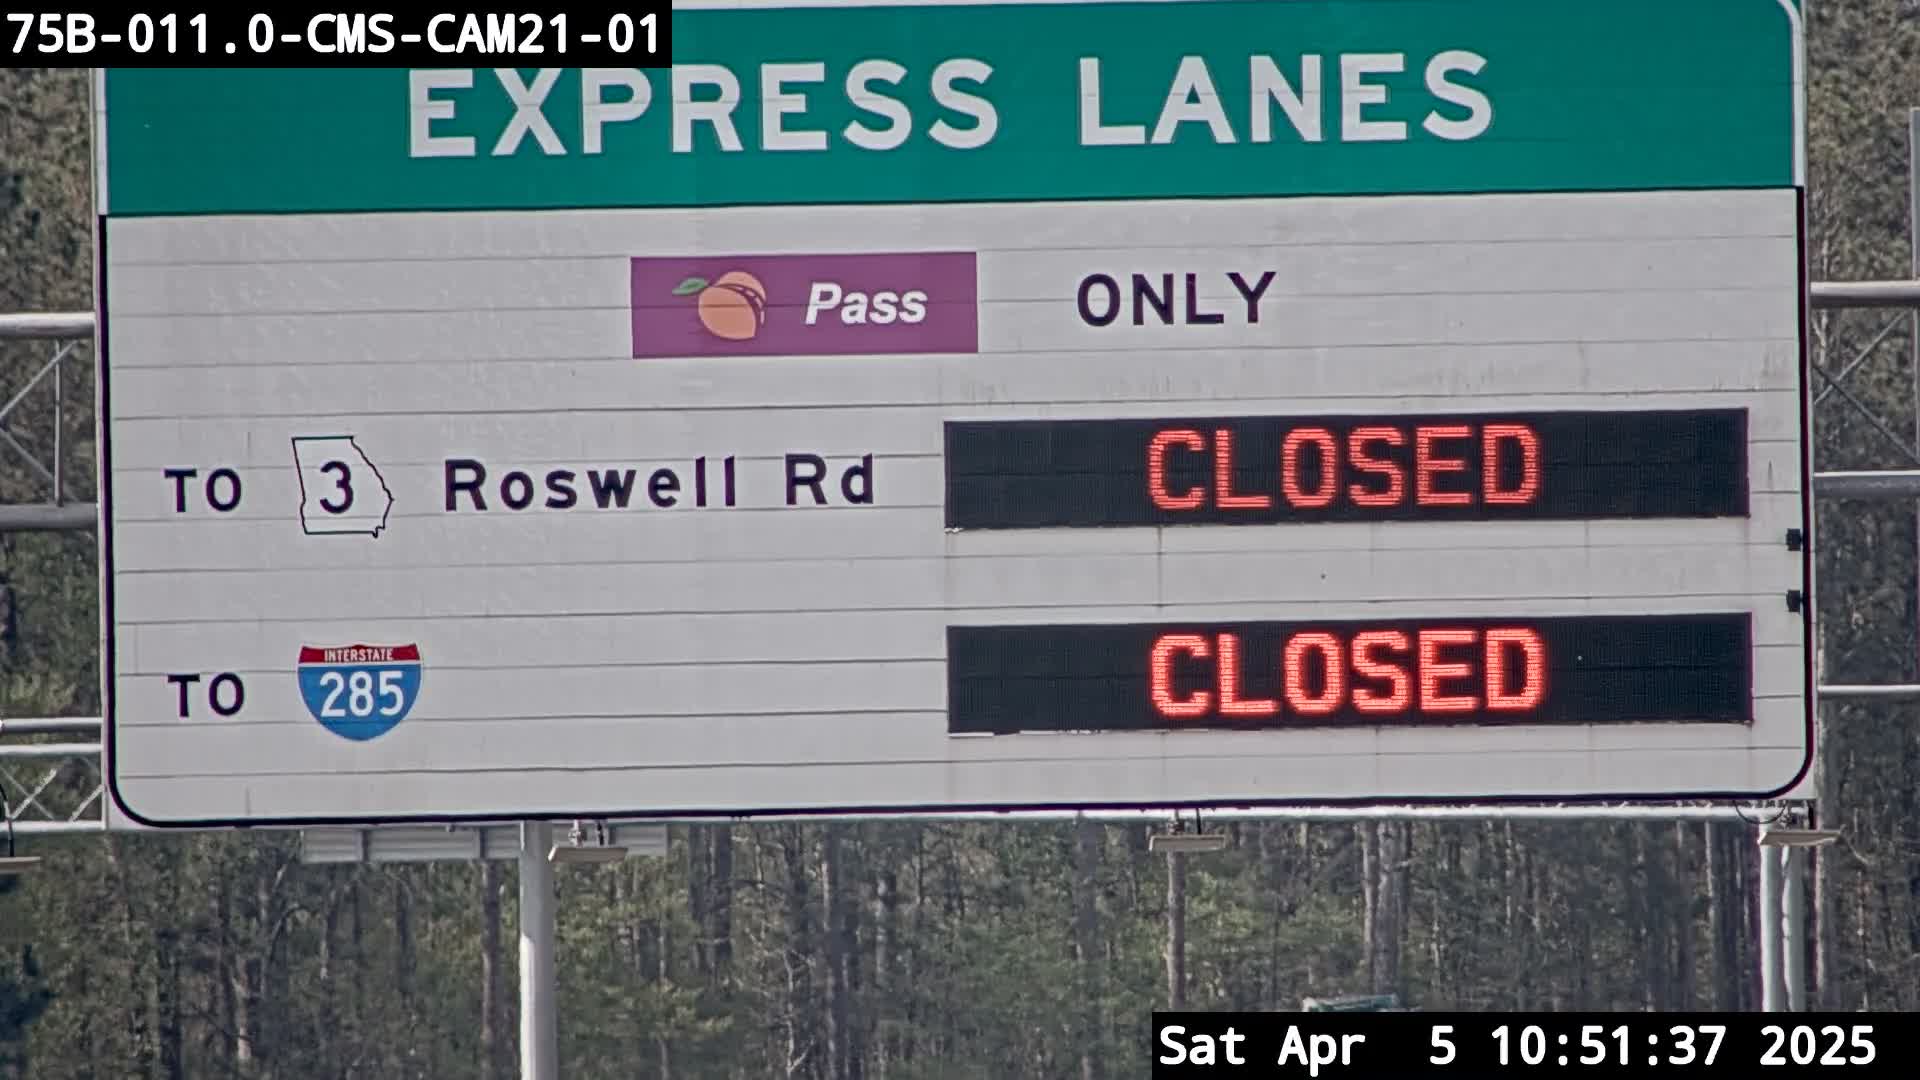 75B-011.0-CMS-CAM21-01
EXPRESS LANES
Pass ONLY
TO 3 Roswell Rd CLOSED
INTERSTATE
TO 285 CLOSED
Sat Apr 5 10:51:37 2025